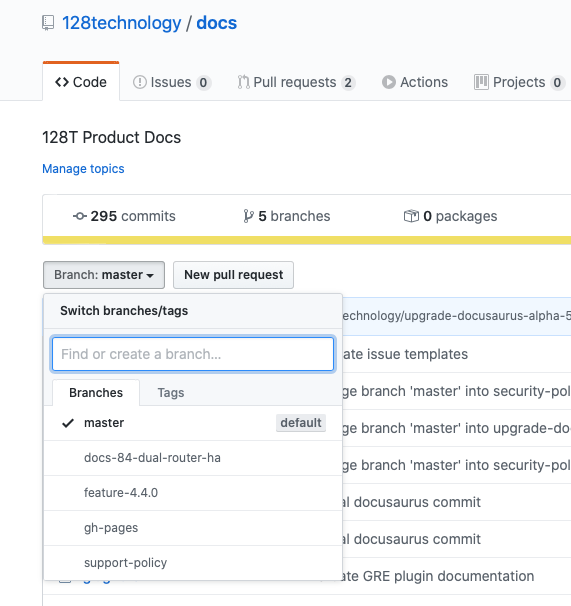 128technology / docs
Code Issues 0 Pull requests 2 Actions Projects 0
128T Product Docs
Manage topics
295 commits 5 branches 0 packages
Branch: master New pull request
Switch branches/tags
echnology/upgrade-docusaurus-alpha-5
Find or create a branch...
ate issue templates
Branches Tags
ge branch 'master' into security-pol
master default
ge branch 'master' into upgrade-do
docs-84-dual-router-ha
ge branch 'master' into security-pol
feature-4.4.0
al docusaurus commit
gh-pages
al docusaurus commit
support-policy
ate GRE plugin documentation